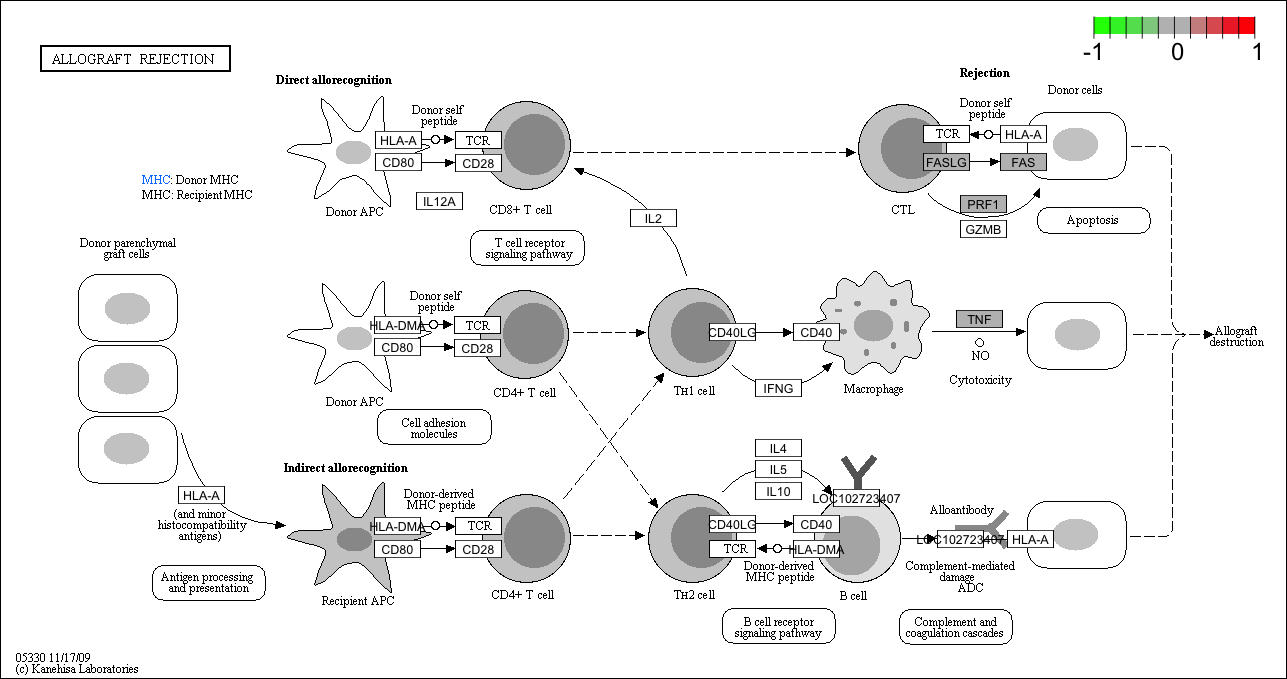 -1 0 1
ALLOGRAFT REJECTION
Direct allorecognition
Rejection
Donor self
peptide
Donor self
peptide
Donor cells
HLA-A
TCR
CD80
CD28
TCR
HLA-A
FASLG
FAS
MHC: Donor MHC
MHC: Recipient MHC
IL12A
Donor APC
CD8+ T cell
IL2
CTL
PRF1
GZMB
Apoptosis
T cell receptor
signaling pathway
Donor parenchymal
graft cells
Donor self
peptide
HLA-DMA
TCR
CD80
CD28
CD40LG
CD40
TNF
NO
Cytotoxicity
Allograft
destruction
Donor APC
CD4+ T cell
TH1 cell
IFNG
Macrophage
Cell adhesion
molecules
Indirect allorecognition
IL4
IL5
IL10
HLA-A
(and minor
histocompatibility
antigens)
Donor-derived
MHC peptide
HLA-DMA
TCR
CD80
CD28
CD40LG
CD40
TCR
HLA-DMA
Donor-derived
MHC peptide
LOC102723407
Alloantibody
LOC102723407
HLA-A
Complement-mediated
damage
ADC
Antigen processing
and presentation
Recipient APC
CD4+ T cell
TH2 cell
B cell
B cell receptor
signaling pathway
Complement and
coagulation cascades
05330 11/17/09
(c) Kanehisa Laboratories